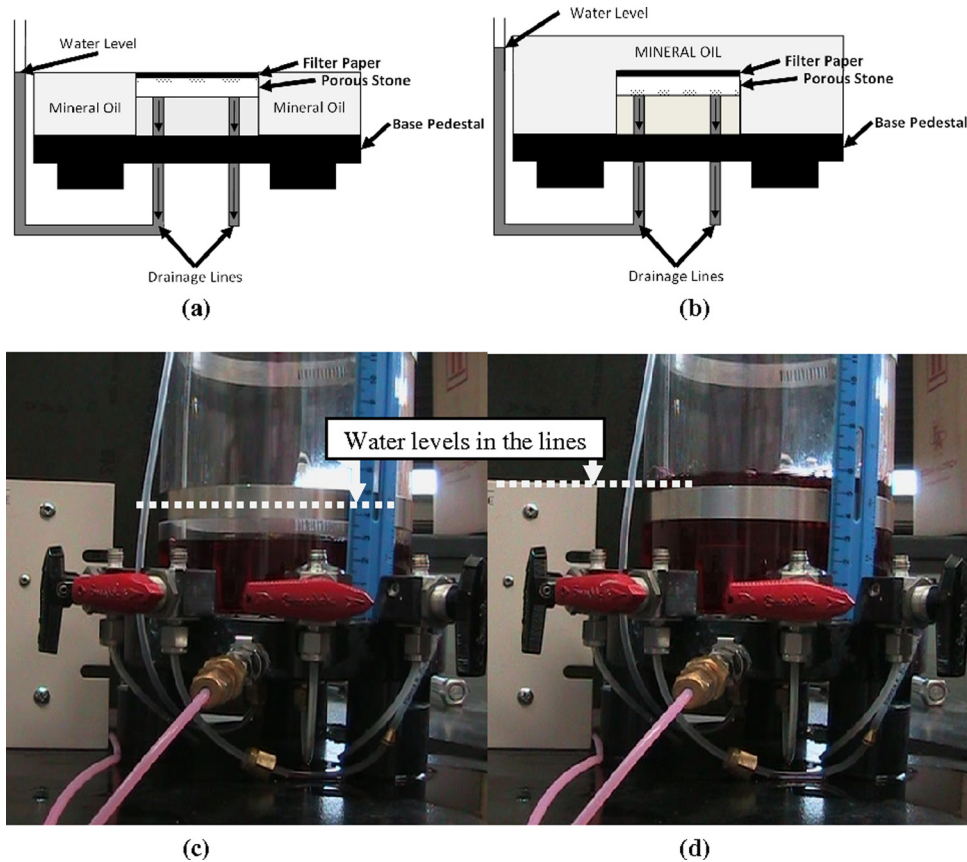 Water Level
Filter Paper
Porous Stone
Mineral Oil
Mineral Oil
Base Pedestal
Drainage Lines
(a)
Water Level
MINERAL OIL
Filter Paper
Porous Stone
Base Pedestal
Drainage Lines
(b)
Water levels in the lines
(c)
(d)